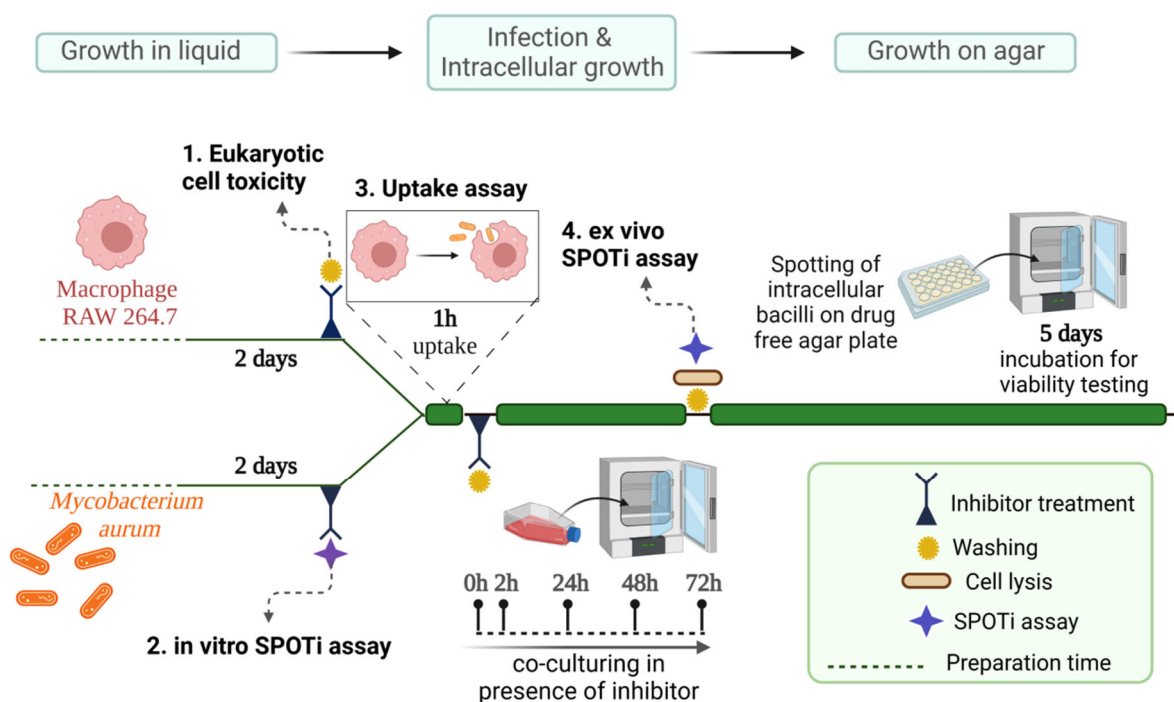 Growth in liquid
Infection &
Intracellular growth
Growth on agar
1. Eukaryotic
cell toxicity
3. Uptake assay
4. ex vivo
SPOTi assay
Macrophage
RAW 264.7
1h
uptake
Spotting of
intracellular
bacilli on drug
free agar plate
5 days
incubation for
viability testing
2 days
2 days
Mycobacterium
aurum
2. in vitro SPOTi assay
0h 2h 24h 48h 72h
co-culturing in
presence of inhibitor
Inhibitor treatment
Washing
Cell lysis
SPOTi assay
Preparation time